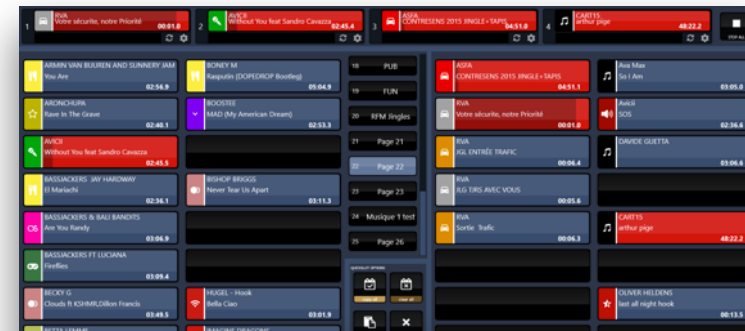 1 RVA
Votre sécurite, notre Priorité 00:01.0
2 AVICII
Without You feat Sandro Cavazza 02:45.4
3 ASFA
CONTRESENS 2015 JINGLE+TAPIS 04:51.0
4 CART15
arthur pige 48:22.2
STOP ALL
ARMIN VAN BUUREN AND SUNNERY JAM
You Are
02:56.9
ARONCHUPA
Rave In The Grave
02:40.1
AVICII
Without You feat Sandro Cavazza
02:45.5
BASSJACKERS JAY HARDWAY
El Mariachi
02:36.1
BASSJACKERS & BALI BANDITS
Are You Randy
03:06.9
BASSJACKERS FT LUCIANA
Fireflies
03:09.4
BECKY G
Clouds ft KSHMR,Dillon Francis
03:49.5
BONEY M
Rasputin (DOPEDROP Bootleg)
05:04.9
BOOSTEE
MAD (My American Dream)
02:53.3
BISHOP BRIGGS
Never Tear Us Apart
03:11.3
HUGEL - Hook
Bella Ciao
03:01.9
IMAGINE DRAGONS
18 PUB
19 FUN
20 RFM Jingles
21 Page 21
22 Page 22
23 Page 23
24 Musique 1 test
25 Page 26
ASFA
CONTRESENS 2015 JINGLE+TAPIS
04:51.1
RVA
Votre sécurite, notre Priorité
00:01.0
RVA
JGL ENTRÉE TRAFIC
00:06.4
RVA
JLG TJRS AVEC VOUS
00:05.6
RVA
Sortie Trafic
00:06.3
Ava Max
So I Am
03:05.0
Avicii
SOS
02:36.6
DAVIDE GUETTA
03:06.6
CART15
arthur pige
48:22.2
OLIVER HELDENS
last all night hook
00:13.5